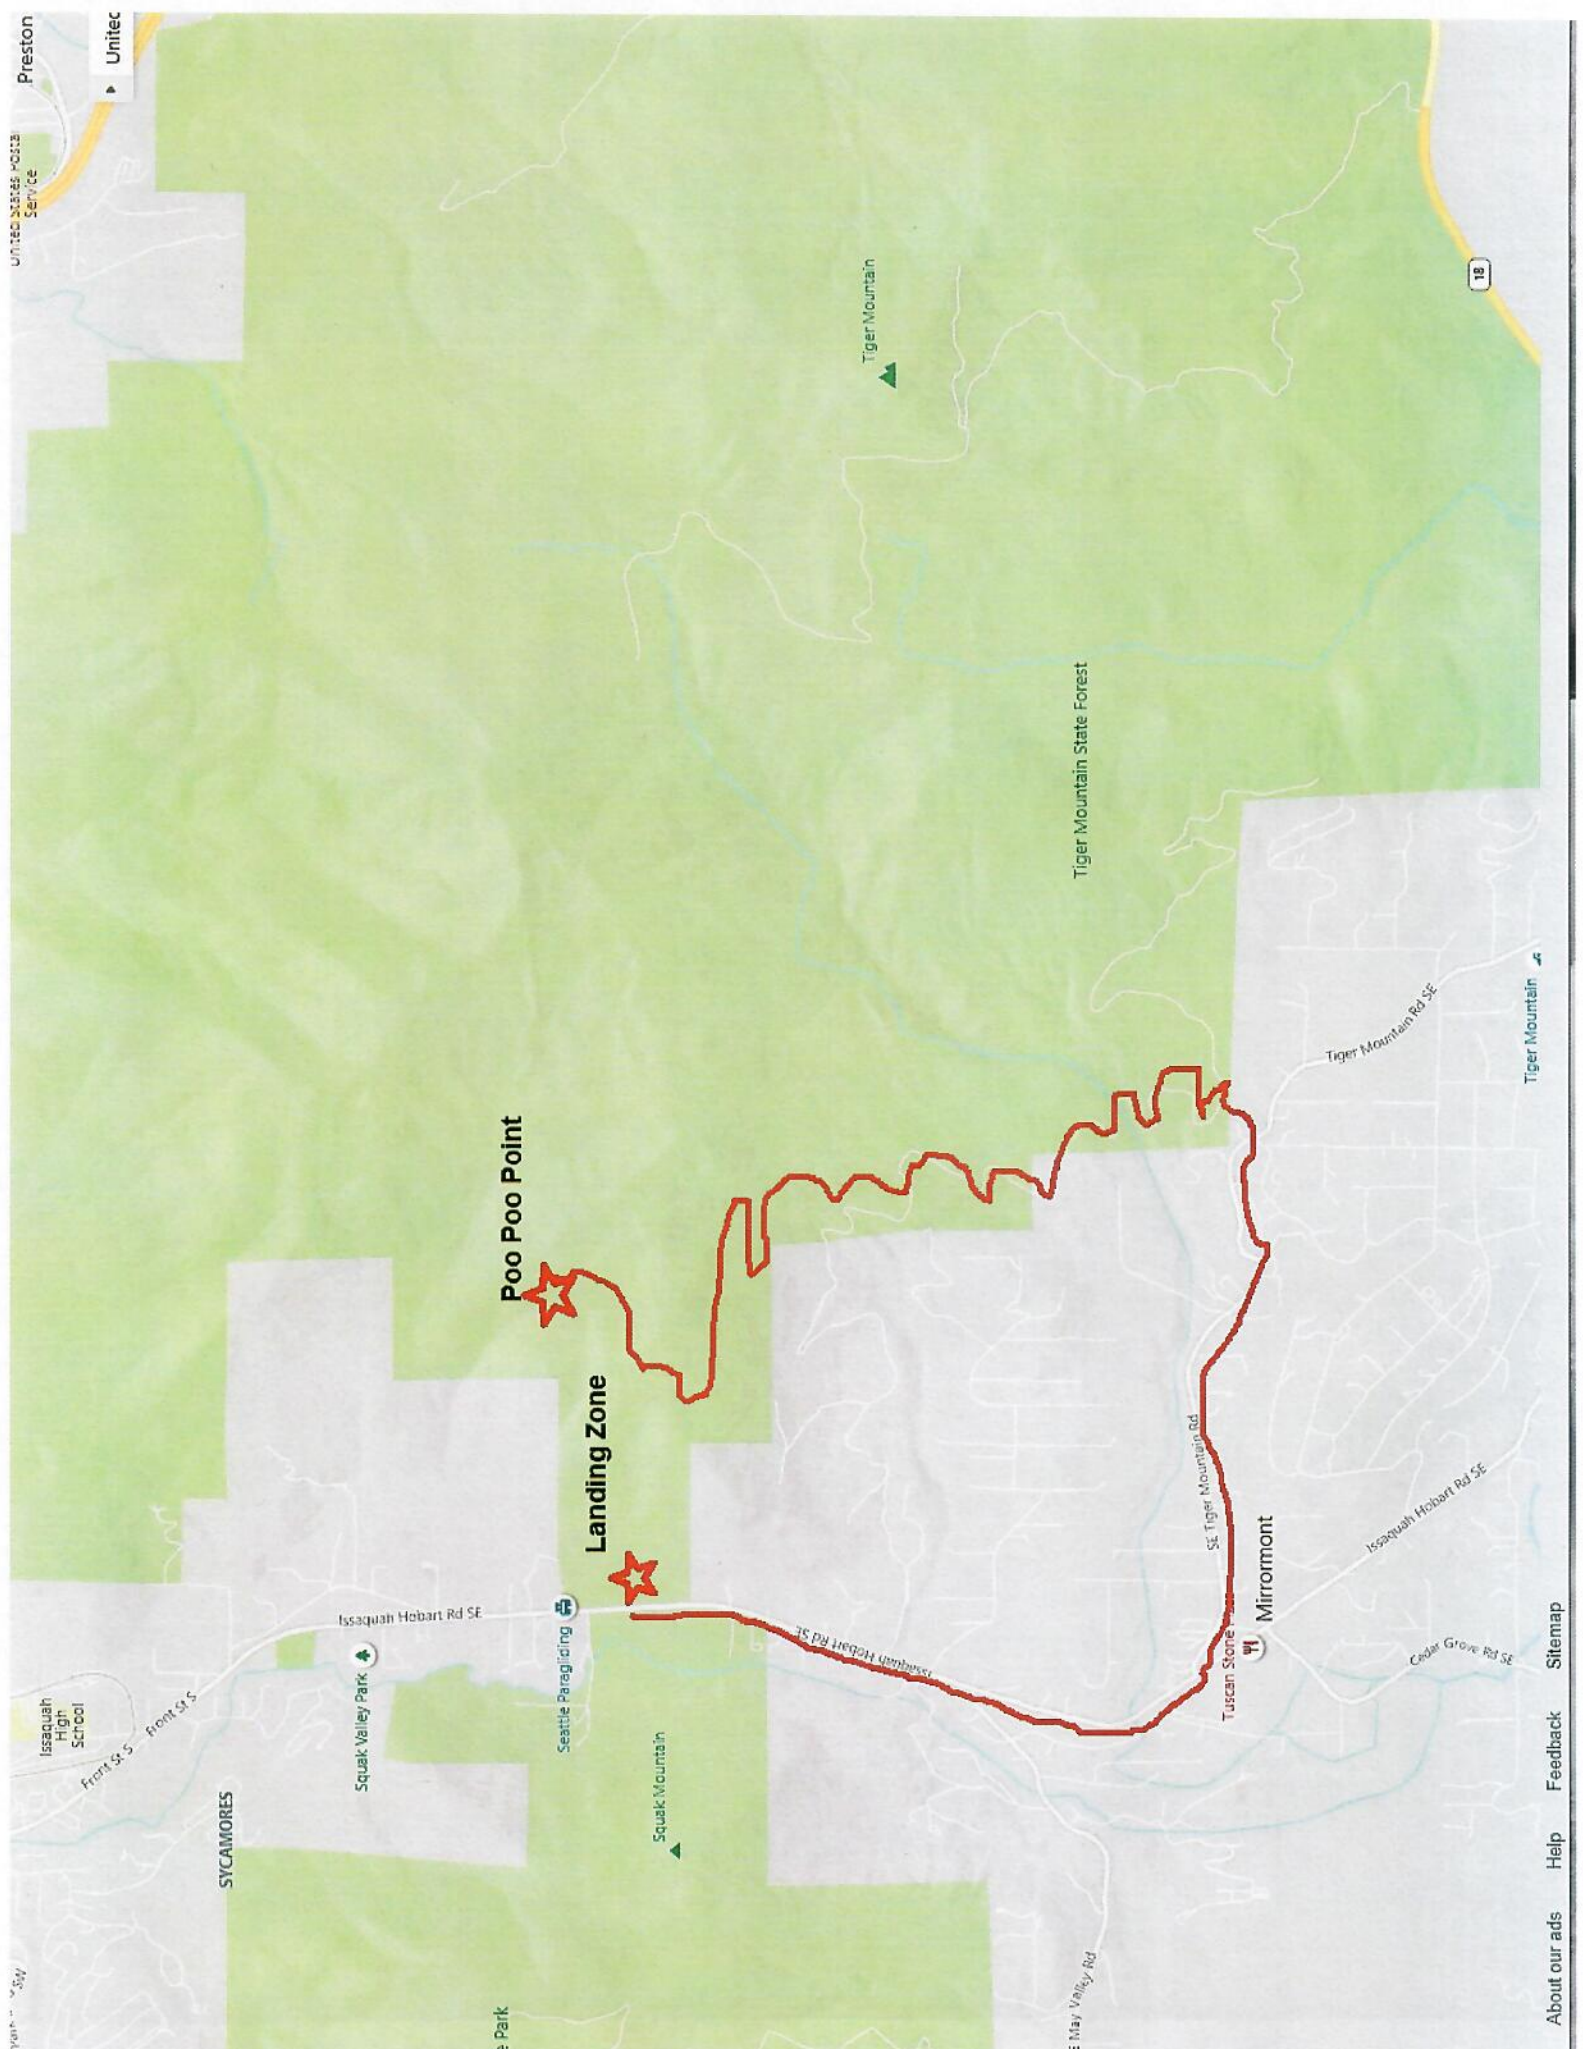 Preston
United States Postal
Service
United
Issaquah
High
School
Front St S
Front St S
SYCAMORES
Squak Valley Park
Issaquah Hobart Rd SE
Seattle Paragliding
Squak Mountain
Poo Poo Point
Landing Zone
Tiger Mountain
Tiger Mountain State Forest
Issaquah Hobart Rd SE
SE Tiger Mountain Rd
Tuscan Stone
Mirrormont
Issaquah Hobart Rd SE
Cedar Grove Rd SE
Tiger Mountain Rd SE
Tiger Mountain
18
Park
May Valley Rd
About our ads Help Feedback Sitemap